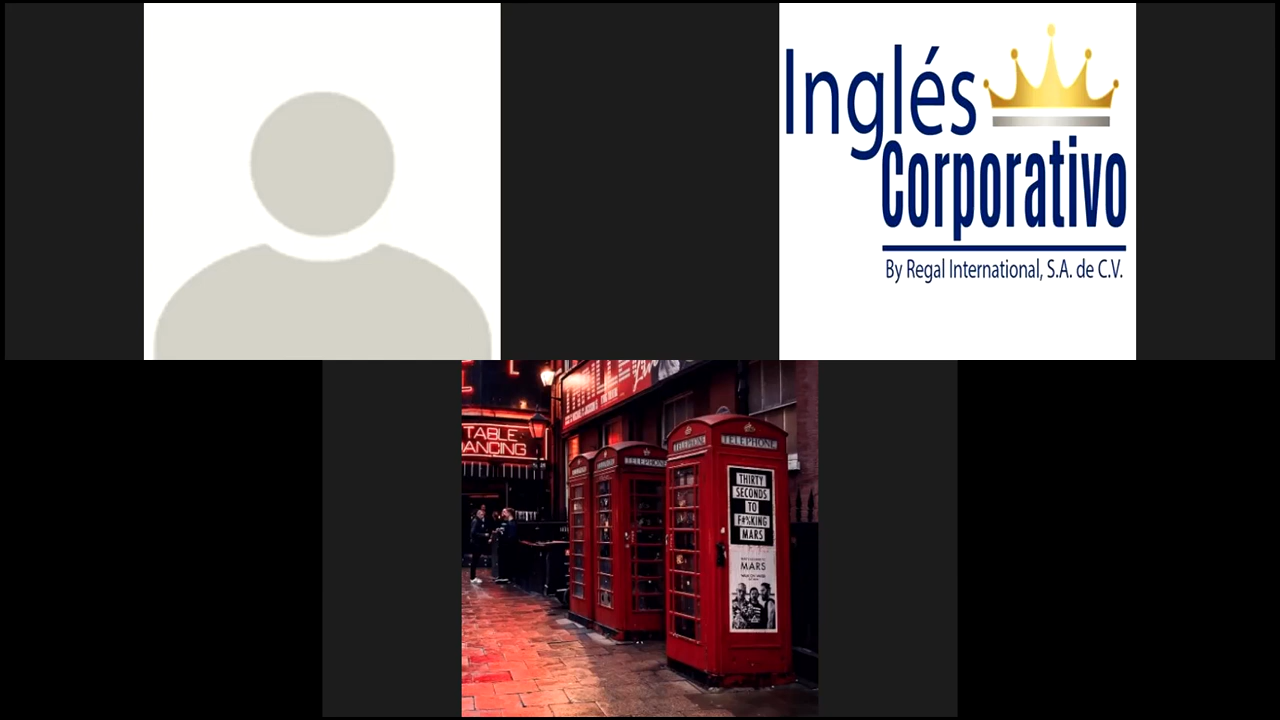 Inglés
Corporativo
By Regal International, S.A. de C.V.
TABLE
DANCING
TELEPHONE
TELEPHONE
THIRTY
SECONDS
TO
F#%KING
MARS
MARS